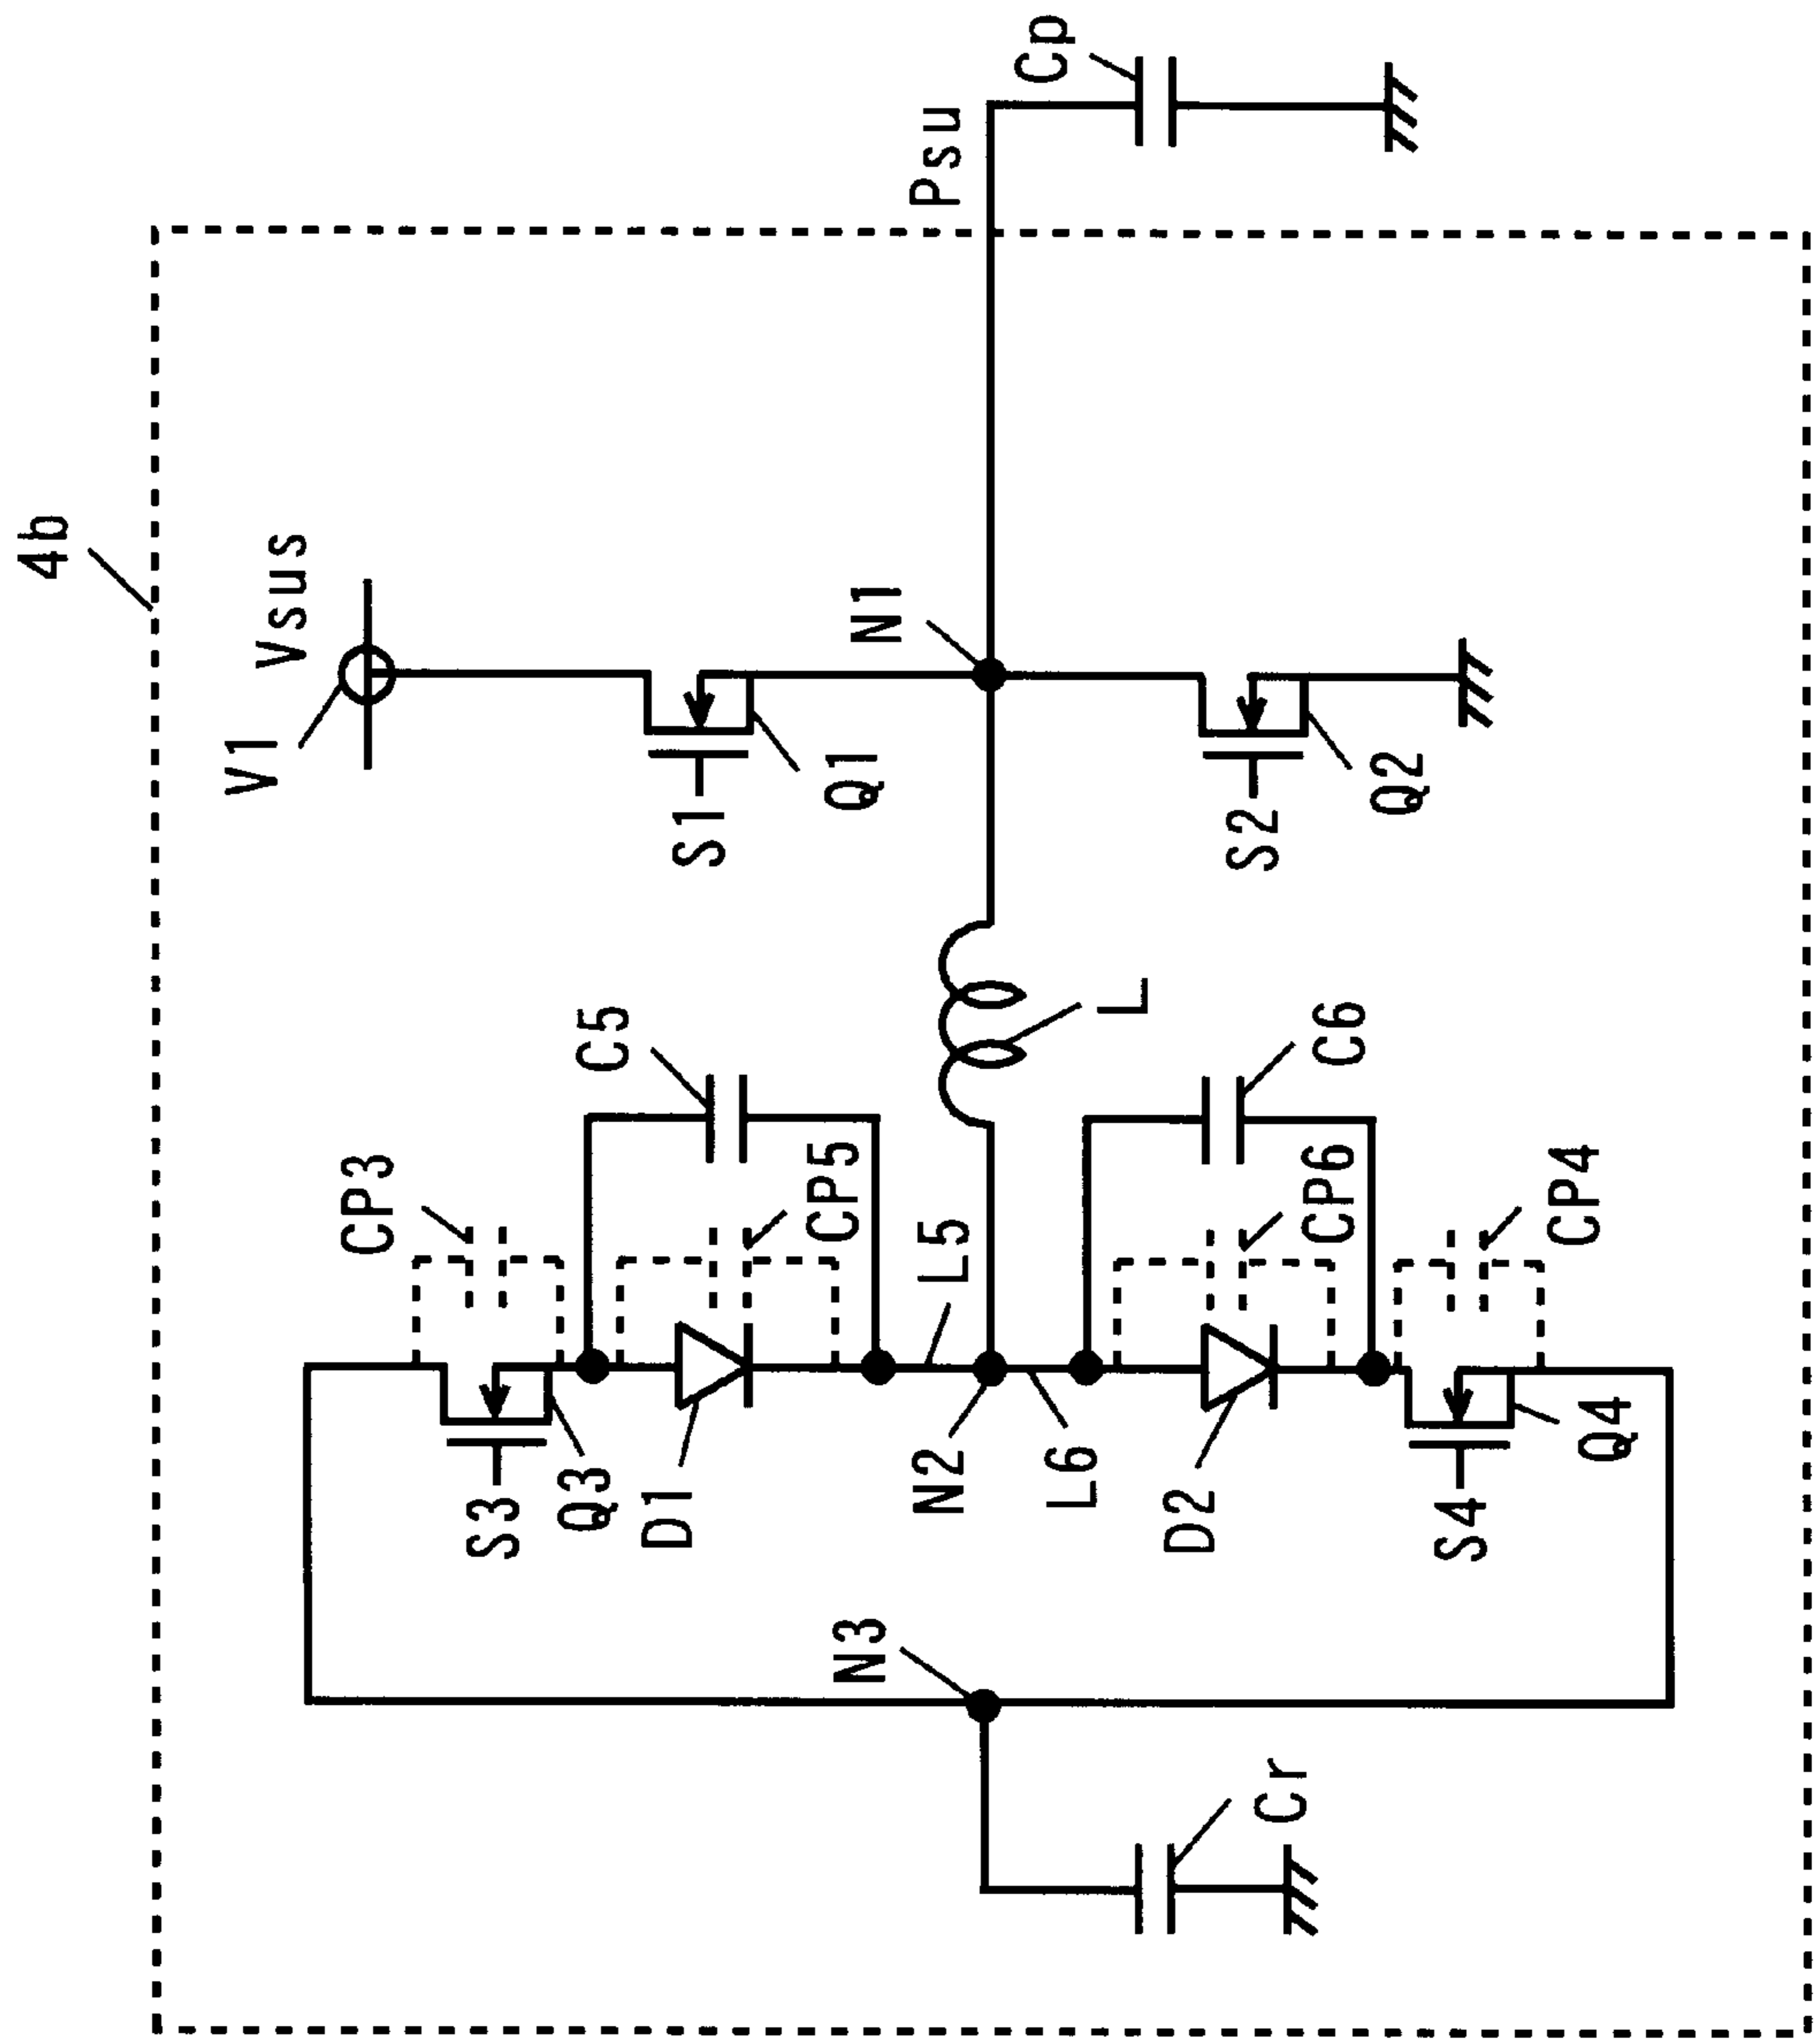 4b
V1
Vsus
S1
Q1
N1
Psu
Cp
S2
Q2
CP3
C5
CP5
L5
L
C6
CP6
CP4
S3
Q3
D1
N2
L6
D2
S4
Q4
N3
Cr